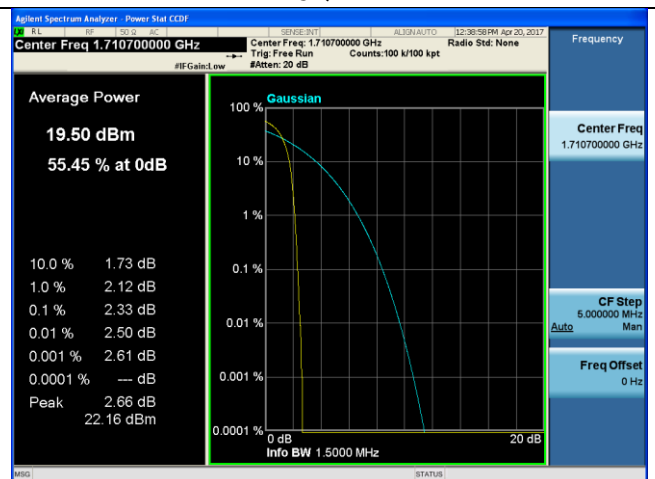 Agilent Spectrum Analyzer - Power Stat CCDF
RL RF 50 Ω AC SENSE:INT ALIGNAUTO 12:38:58 PM Apr 20, 2017
Center Freq 1.710700000 GHz
Center Freq: 1.710700000 GHz Radio Std: None
Trig: Free Run Counts:100 k/100 kpt
#IFGain:Low #Atten: 20 dB
Frequency
Average Power
19.50 dBm
55.45 % at 0dB
10.0 % 1.73 dB
1.0 % 2.12 dB
0.1 % 2.33 dB
0.01 % 2.50 dB
0.001 % 2.61 dB
0.0001 % --- dB
Peak 2.66 dB
22.16 dBm
Gaussian
100 %
10 %
1 %
0.1 %
0.01 %
0.001 %
0.0001 %
0 dB 20 dB
Info BW 1.5000 MHz
Center Freq
1.710700000 GHz
CF Step
5.000000 MHz
Auto Man
Freq Offset
0 Hz
MSG STATUS